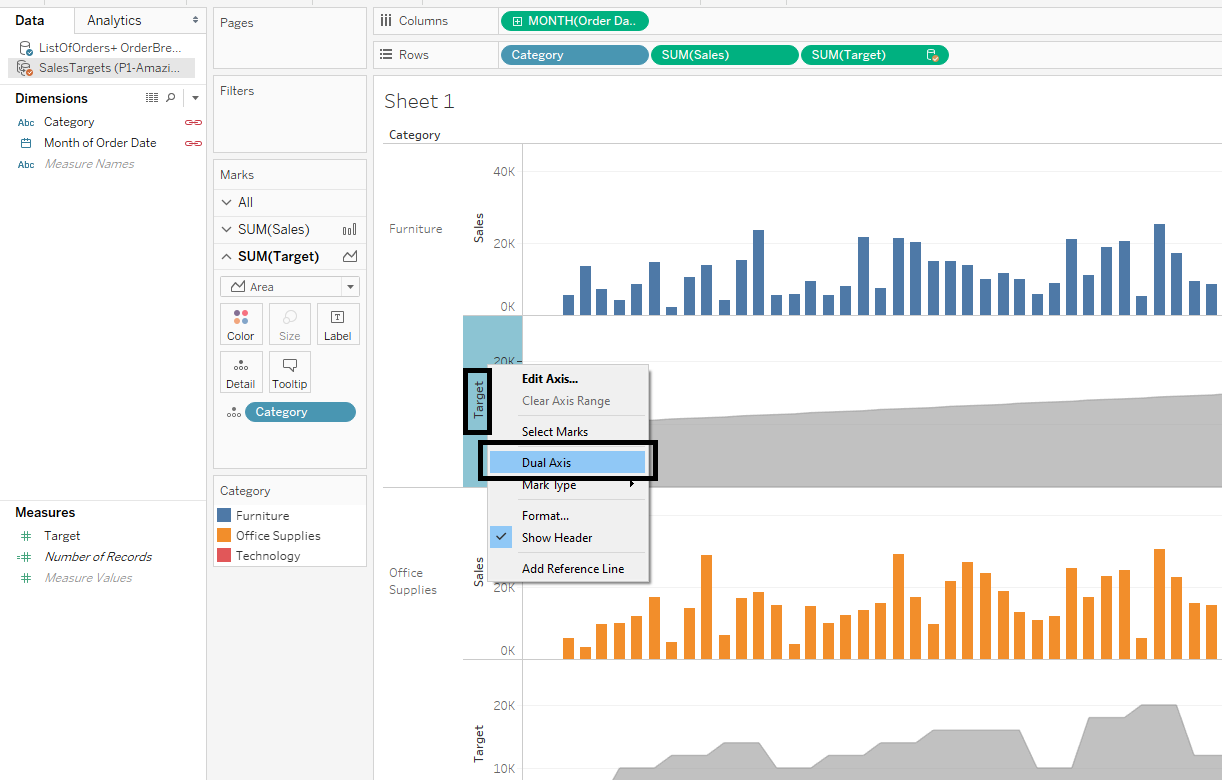 Data
Analytics
ListOfOrders+ OrderBre...
SalesTargets (P1-Amazi...
Dimensions
Abc Category
Month of Order Date
Abc Measure Names
Measures
Target
Number of Records
Measure Values
Pages
Filters
Marks
All
SUM(Sales)
SUM(Target)
Area
Color
Size
Label
Detail
Tooltip
Category
Category
Furniture
Office Supplies
Technology
Columns
MONTH(Order Da..
Rows
Category
SUM(Sales)
SUM(Target)
Sheet 1
Category
Furniture
Sales
40K
20K
0K
Target
20K
Edit Axis...
Clear Axis Range
Select Marks
Dual Axis
Mark Type
Format...
Show Header
Add Reference Line
Office
Supplies
Sales
20K
0K
Target
20K
10K